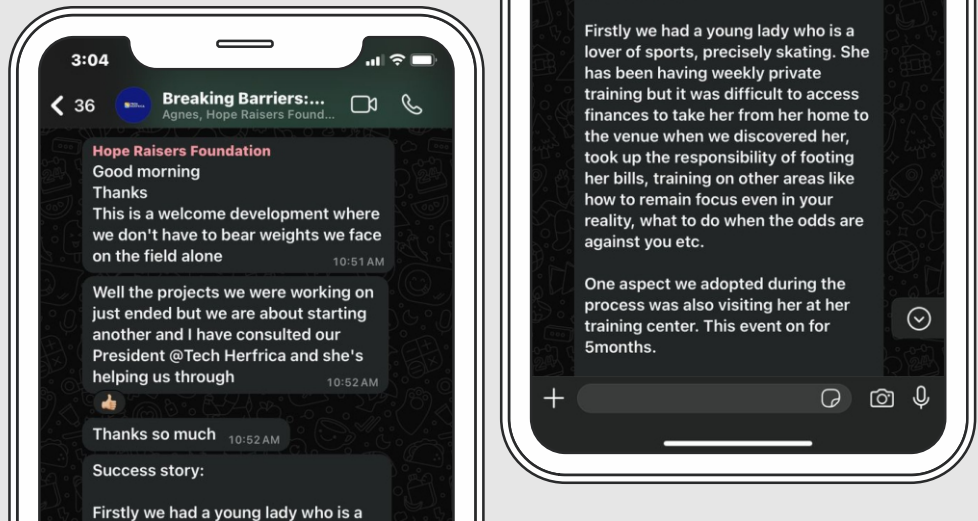 3:04
36
Breaking Barriers:...
Agnes, Hope Raisers Found...
Hope Raisers Foundation
Good morning
Thanks
This is a welcome development where
we don't have to bear weights we face
on the field alone
10:51 AM
Well the projects we were working on
just ended but we are about starting
another and I have consulted our
President @Tech Herfrica and she's
helping us through
10:52 AM
Thanks so much 10:52 AM
Success story:
Firstly we had a young lady who is a
Firstly we had a young lady who is a
lover of sports, precisely skating. She
has been having weekly private
training but it was difficult to access
finances to take her from her home to
the venue when we discovered her,
took up the responsibility of footing
her bills, training on other areas like
how to remain focus even in your
reality, what to do when the odds are
against you etc.
One aspect we adopted during the
process was also visiting her at her
training center. This event on for
5months.